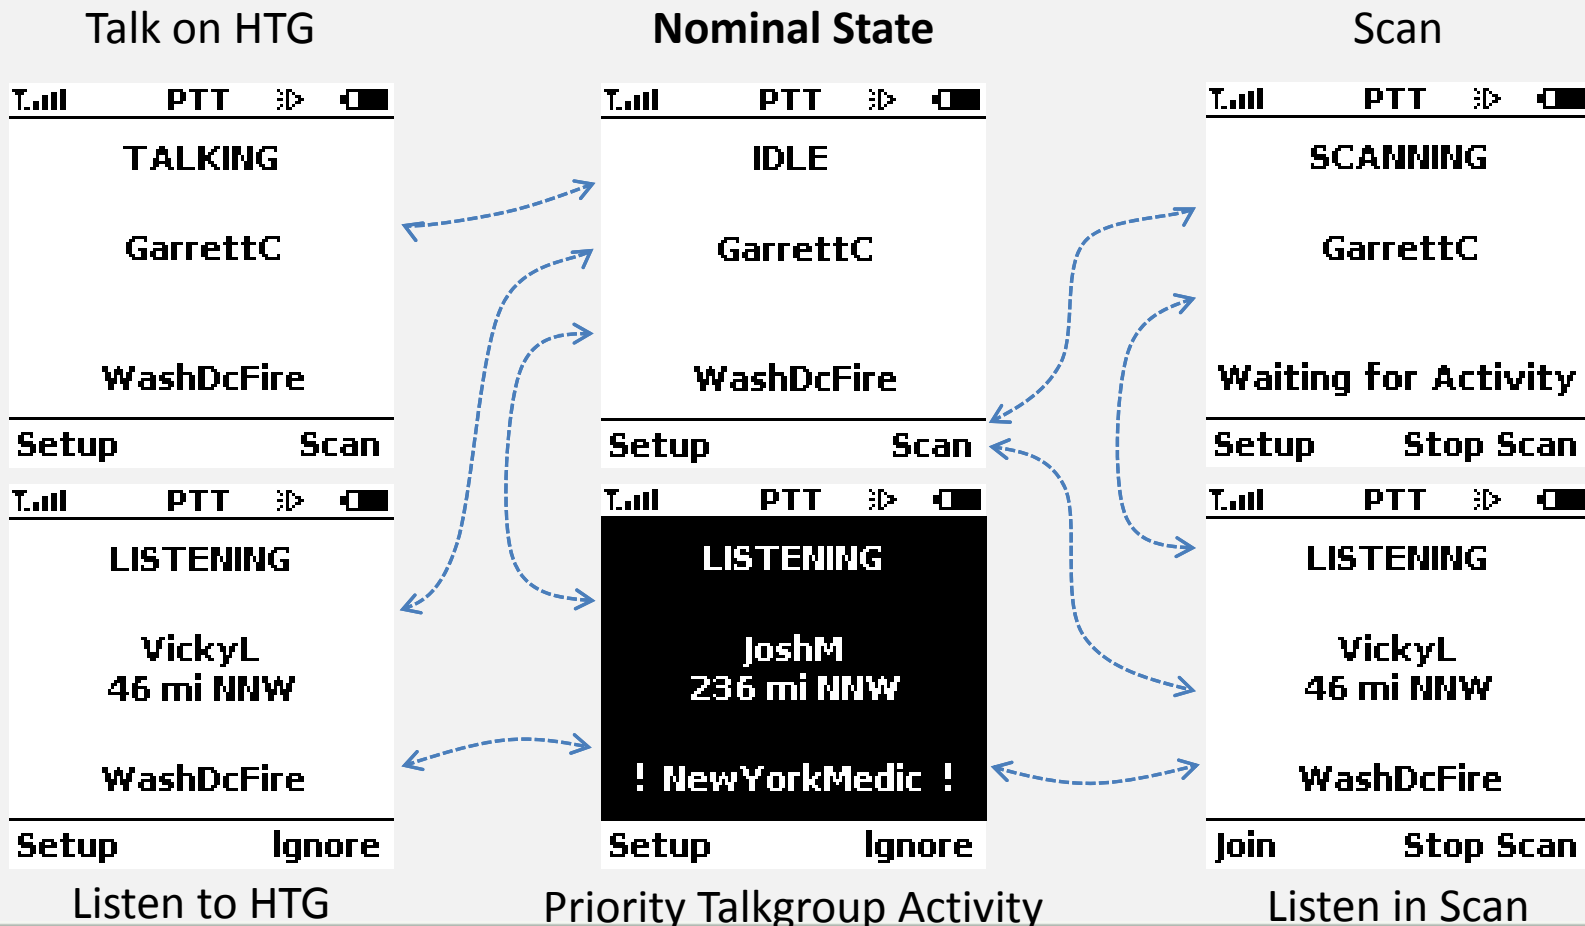 Talk on HTG
PTT
TALKING
GarrettC
WashDcFire
Setup Scan
Nominal State
PTT
IDLE
GarrettC
WashDcFire
Setup Scan
Scan
PTT
SCANNING
GarrettC
Waiting for Activity
Setup Stop Scan
PTT
LISTENING
VickyL
46 mi NNW
WashDcFire
Setup Ignore
Listen to HTG
PTT
LISTENING
JoshM
236 mi NNW
! NewYorkMedic !
Setup Ignore
Priority Talkgroup Activity
PTT
LISTENING
VickyL
46 mi NNW
WashDcFire
Join Stop Scan
Listen in Scan